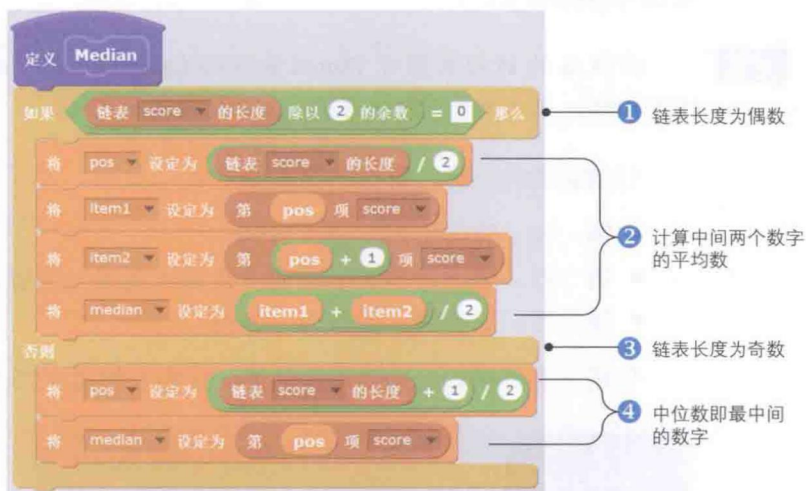 定义 Median
如果 链表 score 的长度 除以 2 的余数 = 0 那么
1 链表长度为偶数
将 pos 设定为 链表 score 的长度 / 2
将 item1 设定为 第 pos 项 score
将 item2 设定为 第 pos + 1 项 score
将 median 设定为 item1 + item2 / 2
2 计算中间两个数字
的平均数
否则
3 链表长度为奇数
将 pos 设定为 链表 score 的长度 + 1 / 2
将 median 设定为 第 pos 项 score
4 中位数即最中间
的数字